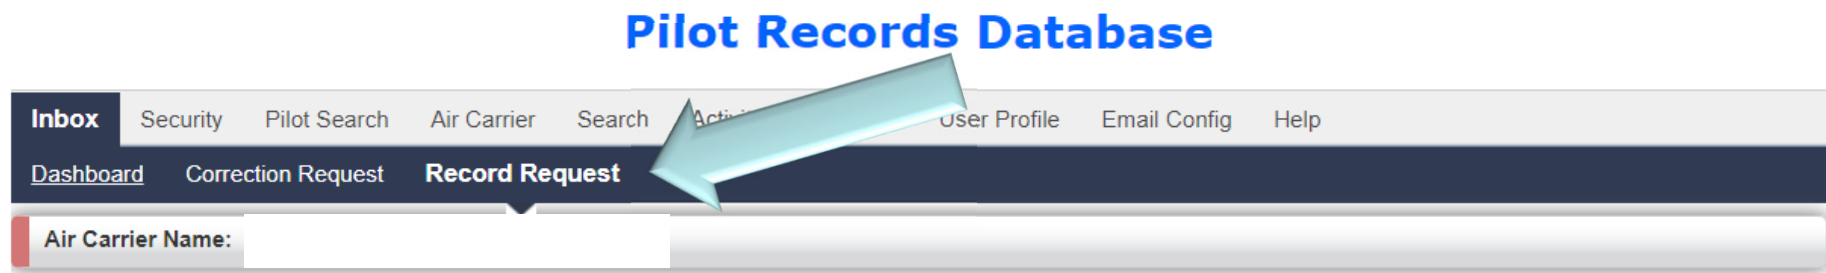 Pilot Records Database
Inbox Security Pilot Search Air Carrier Search User Profile Email Config Help
Dashboard Correction Request Record Request
Air Carrier Name: